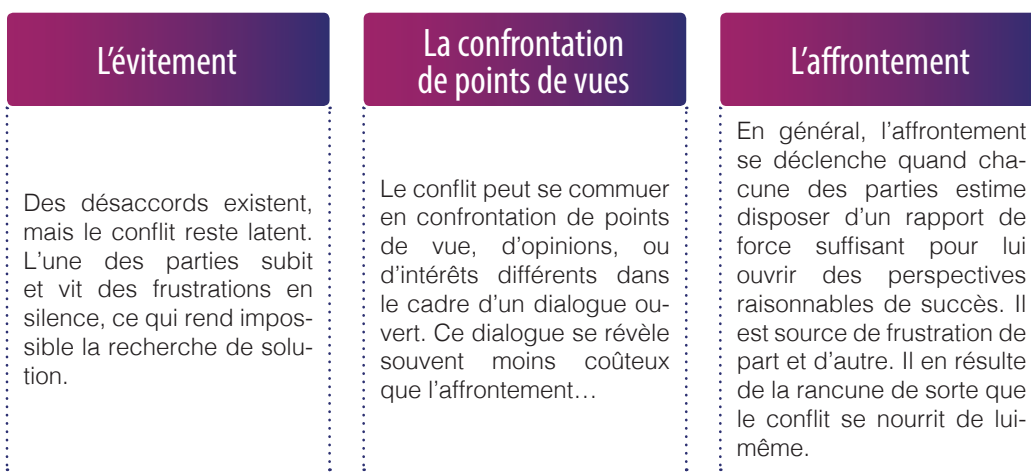 L'évitement
Des désaccords existent,
mais le conflit reste latent.
L'une des parties subit
et vit des frustrations en
silence, ce qui rend impos-
sible la recherche de solu-
tion.
La confrontation
de points de vues
Le conflit peut se commuer
en confrontation de points
de vue, d'opinions, ou
d'intérêts différents dans
le cadre d'un dialogue ou-
vert. Ce dialogue se révèle
souvent moins coûteux
que l'affrontement…
L'affrontement
En général, l'affrontement
se déclenche quand cha-
cune des parties estime
disposer d'un rapport de
force suffisant pour lui
ouvrir des perspectives
raisonnables de succès. Il
est source de frustration de
part et d'autre. Il en résulte
de la rancune de sorte que
le conflit se nourrit de lui-
même.